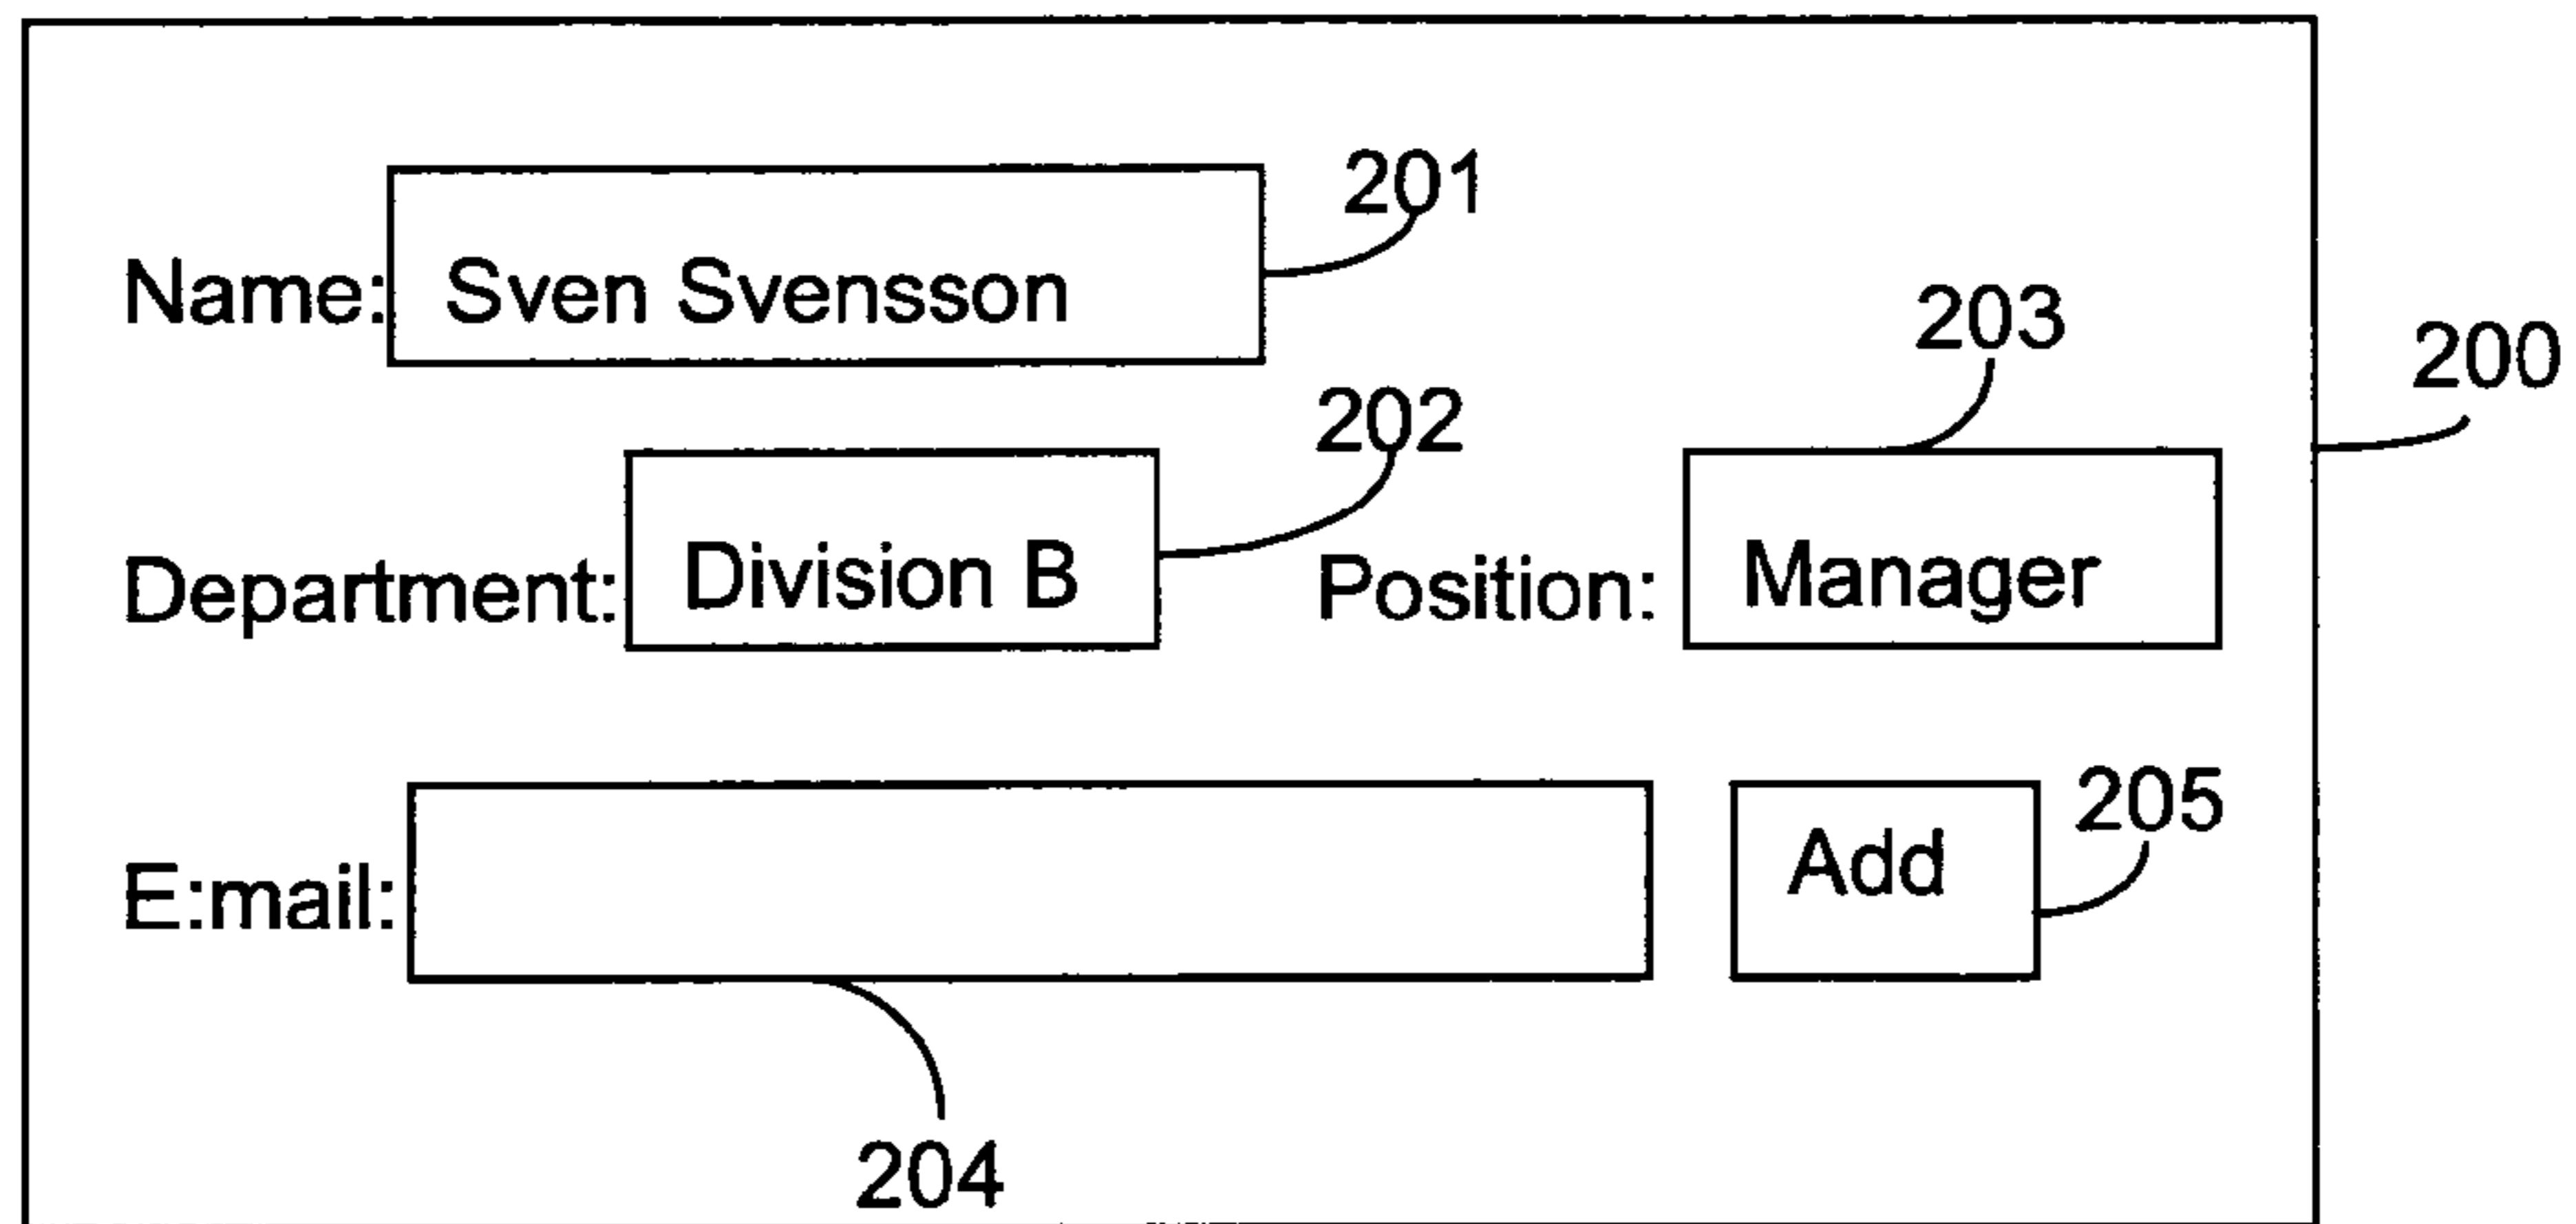 Name: Sven Svensson 201
203
200
202
Department: Division B Position: Manager
205
E:mail: Add
204